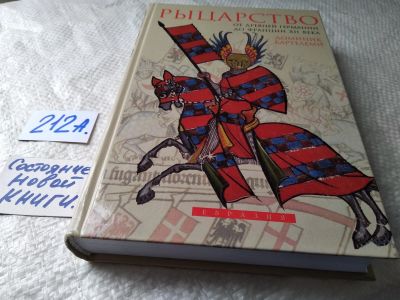 РЫЦАРСТВО
ОТ ДРЕВНЕЙ ГЕРМАНИИ
ДО ФРАНЦИИ XII ВЕКА
ДОМИНИК
БАРТЕЛЕМИ
ЕВРАЗИЯ
212А.
Состояние
новой
книги.